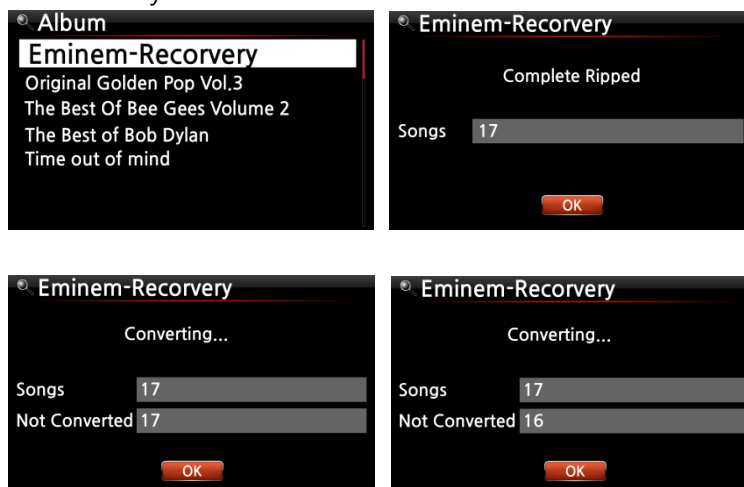 Album
Eminem-Recorvery
Original Golden Pop Vol.3
The Best Of Bee Gees Volume 2
The Best of Bob Dylan
Time out of mind
Eminem-Recorvery
Complete Ripped
Songs 17
OK
Eminem-Recorvery
Converting...
Songs 17
Not Converted 17
OK
Eminem-Recorvery
Converting...
Songs 17
Not Converted 16
OK